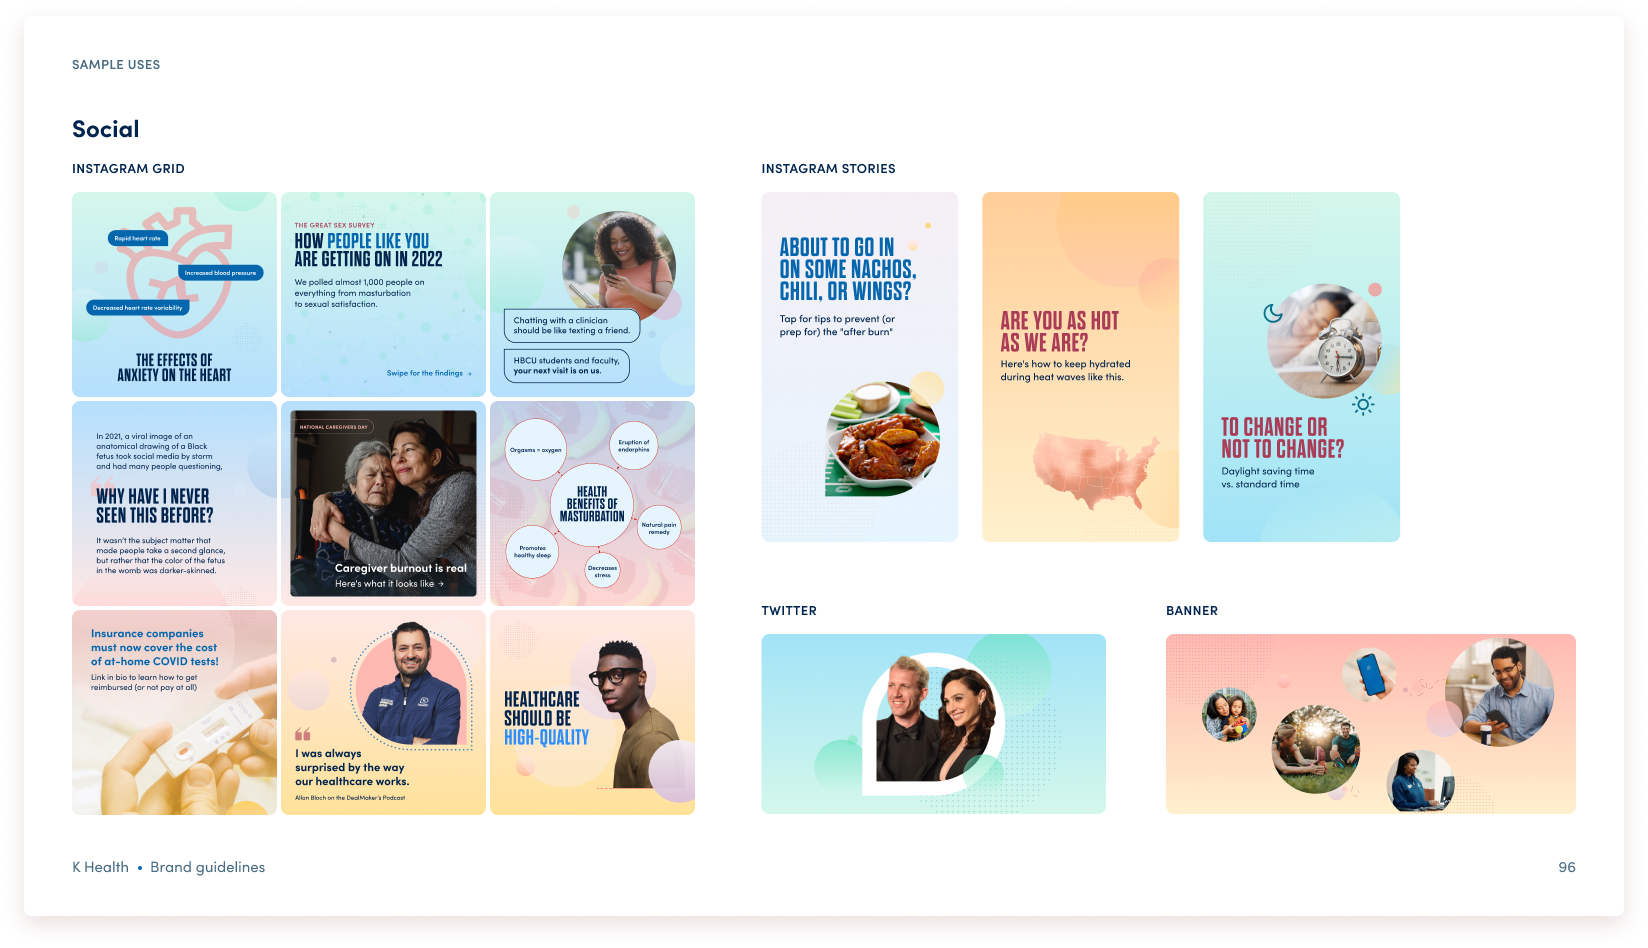 SAMPLE USES
Social
INSTAGRAM GRID
Rapid heart rate
Increased blood pressure
Decreased heart rate variability
THE EFFECTS OF
ANXIETY ON THE HEART
THE GREAT SEX SURVEY
HOW PEOPLE LIKE YOU
ARE GETTING ON IN 2022
We polled almost 1,000 people on
everything from masturbation
to sexual satisfaction.
Swipe for the findings →
Chatting with a clinician
should be like texting a friend.
HBCU students and faculty,
your next visit is on us.
In 2021, a viral image of an
anatomical drawing of a Black
fetus took social media by storm
and had many people questioning,
WHY HAVE I NEVER
SEEN THIS BEFORE?
It wasn't the subject matter that
made people take a second glance,
but rather that the color of the fetus
in the womb was darker-skinned.
NATIONAL CAREGIVERS DAY
Caregiver burnout is real
Here's what it looks like →
Orgasms = oxygen
Eruption of
endorphins
HEALTH
BENEFITS OF
MASTURBATION
Natural pain
remedy
Promotes
healthy sleep
Decreases
stress
Insurance companies
must now cover the cost
of at-home COVID tests!
Link in bio to learn how to get
reimbursed (or not pay at all)
“
I was always
surprised by the way
our healthcare works.
Allon Bloch on the DealMaker's Podcast
HEALTHCARE
SHOULD BE
HIGH-QUALITY
INSTAGRAM STORIES
ABOUT TO GO IN
ON SOME NACHOS,
CHILI, OR WINGS?
Tap for tips to prevent (or
prep for) the "after burn"
ARE YOU AS HOT
AS WE ARE?
Here's how to keep hydrated
during heat waves like this.
TO CHANGE OR
NOT TO CHANGE?
Daylight saving time
vs. standard time
TWITTER
BANNER
K Health • Brand guidelines
96